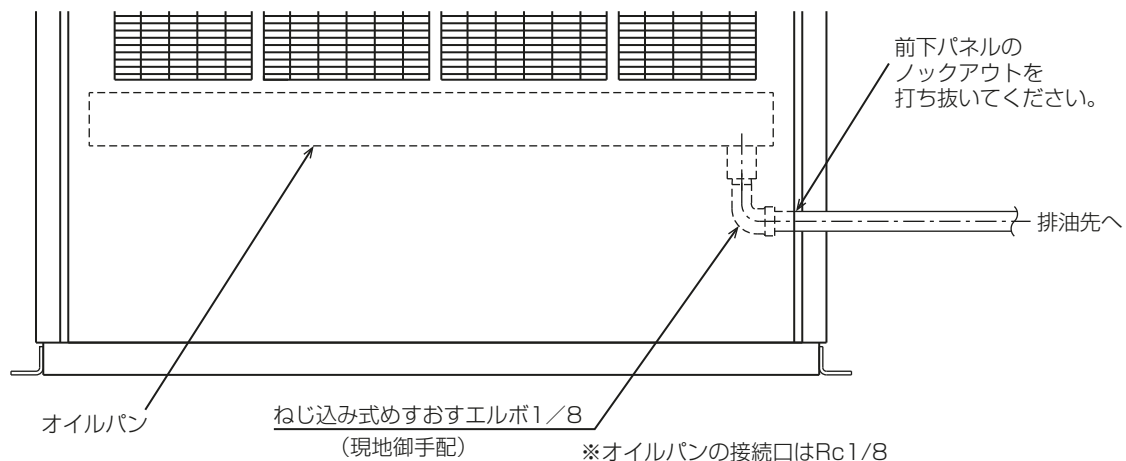 前下パネルの
ノックアウトを
打ち抜いてください。
排油先へ
オイルパン
ねじ込み式めすおすエルボ1／8
（現地御手配）
※オイルパンの接続口はRc1/8